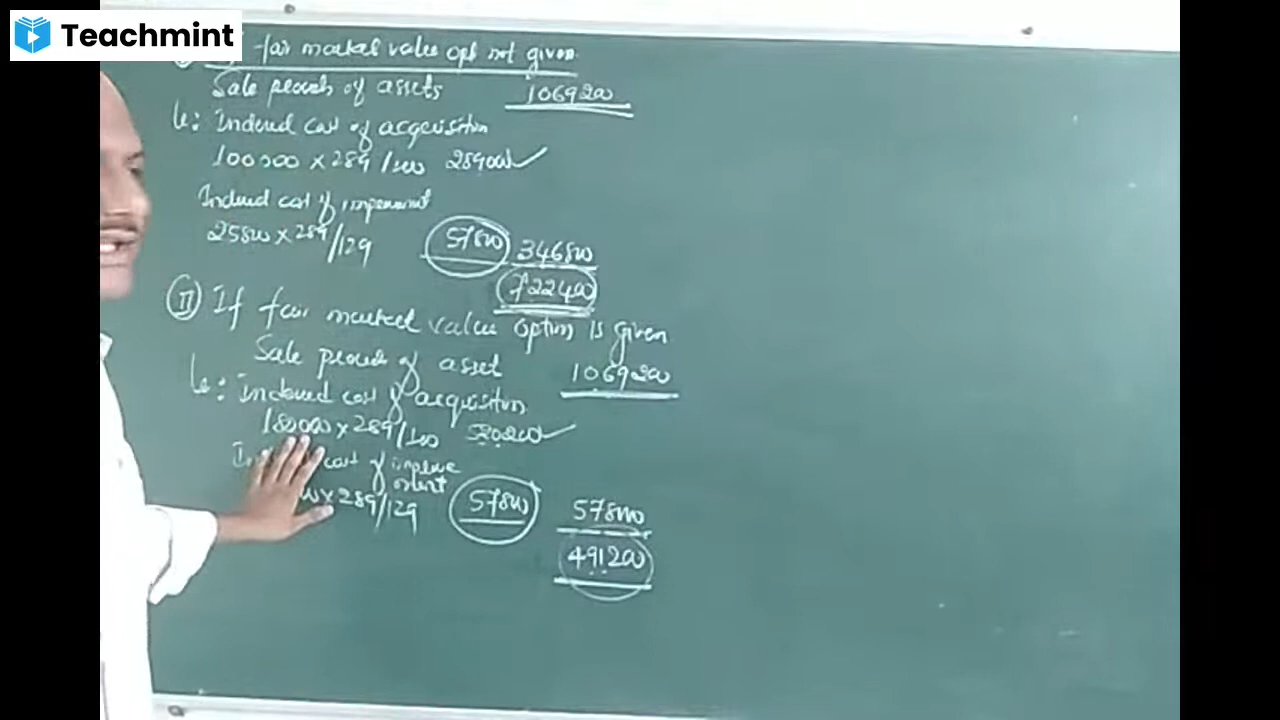 Teachmint
fair market value opt not given.
Sale proceeds of assets 1069200
Le: Indexed cost of acquisition
100000 × 289/100 289000 ✓
Indexed cost of improvement
25800 × 289/129 57800 346800
722400
II If fair market value option is given
Sale proceeds of asset 1069200
Le: Indexed cost of acquisition
180000 × 289/100 520200 ✓
cost of improve
ment
× 289/129 57800 578000
491200